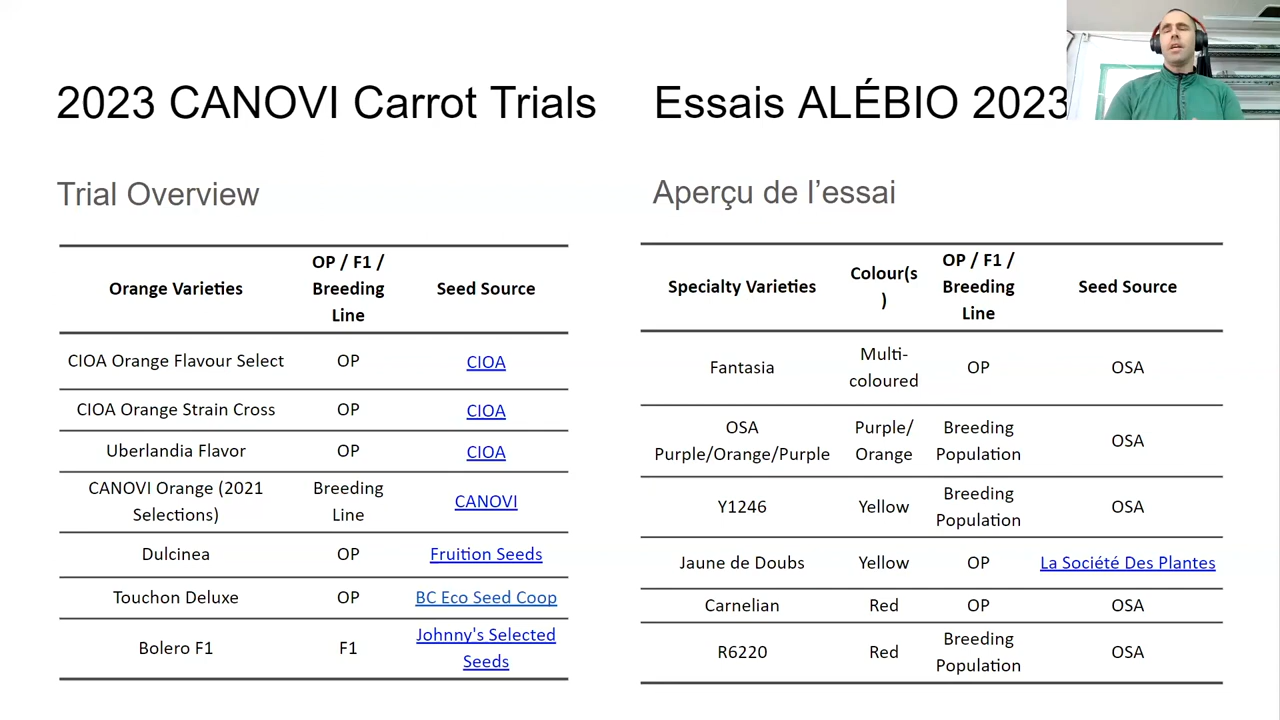 2023 CANOVI Carrot Trials
Essais ALÉBIO 2023
Trial Overview
Aperçu de l’essai
Orange Varieties
OP / F1 /
Breeding
Line
Seed Source
CIOA Orange Flavour Select
OP
CIOA
CIOA Orange Strain Cross
OP
CIOA
Uberlandia Flavor
OP
CIOA
CANOVI Orange (2021
Selections)
Breeding
Line
CANOVI
Dulcinea
OP
Fruition Seeds
Touchon Deluxe
OP
BC Eco Seed Coop
Bolero F1
F1
Johnny's Selected
Seeds
Specialty Varieties
Colour(s
)
OP / F1 /
Breeding
Line
Seed Source
Fantasia
Multi-
coloured
OP
OSA
OSA
Purple/Orange/Purple
Purple/
Orange
Breeding
Population
OSA
Y1246
Yellow
Breeding
Population
OSA
Jaune de Doubs
Yellow
OP
La Société Des Plantes
Carnelian
Red
OP
OSA
R6220
Red
Breeding
Population
OSA